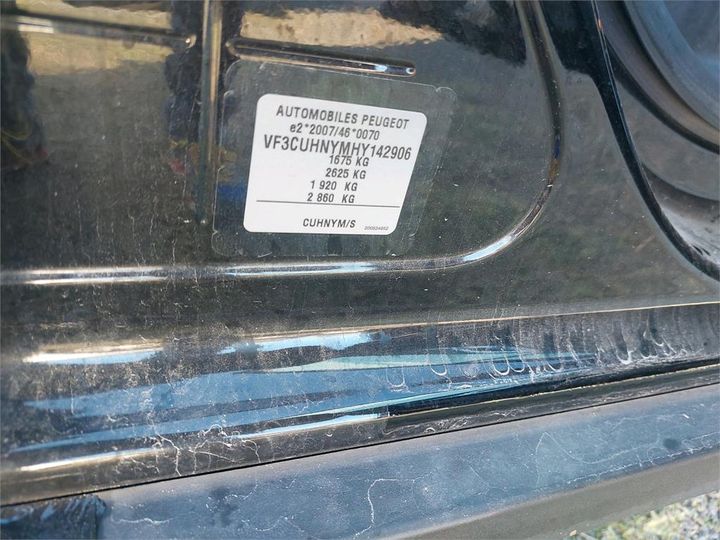 AUTOMOBILES PEUGEOT
e2*2007/46*0070
VF3CUHNYMHY142906
1675 KG
2625 KG
1 920 KG
2 860 KG
CUHNYM/S